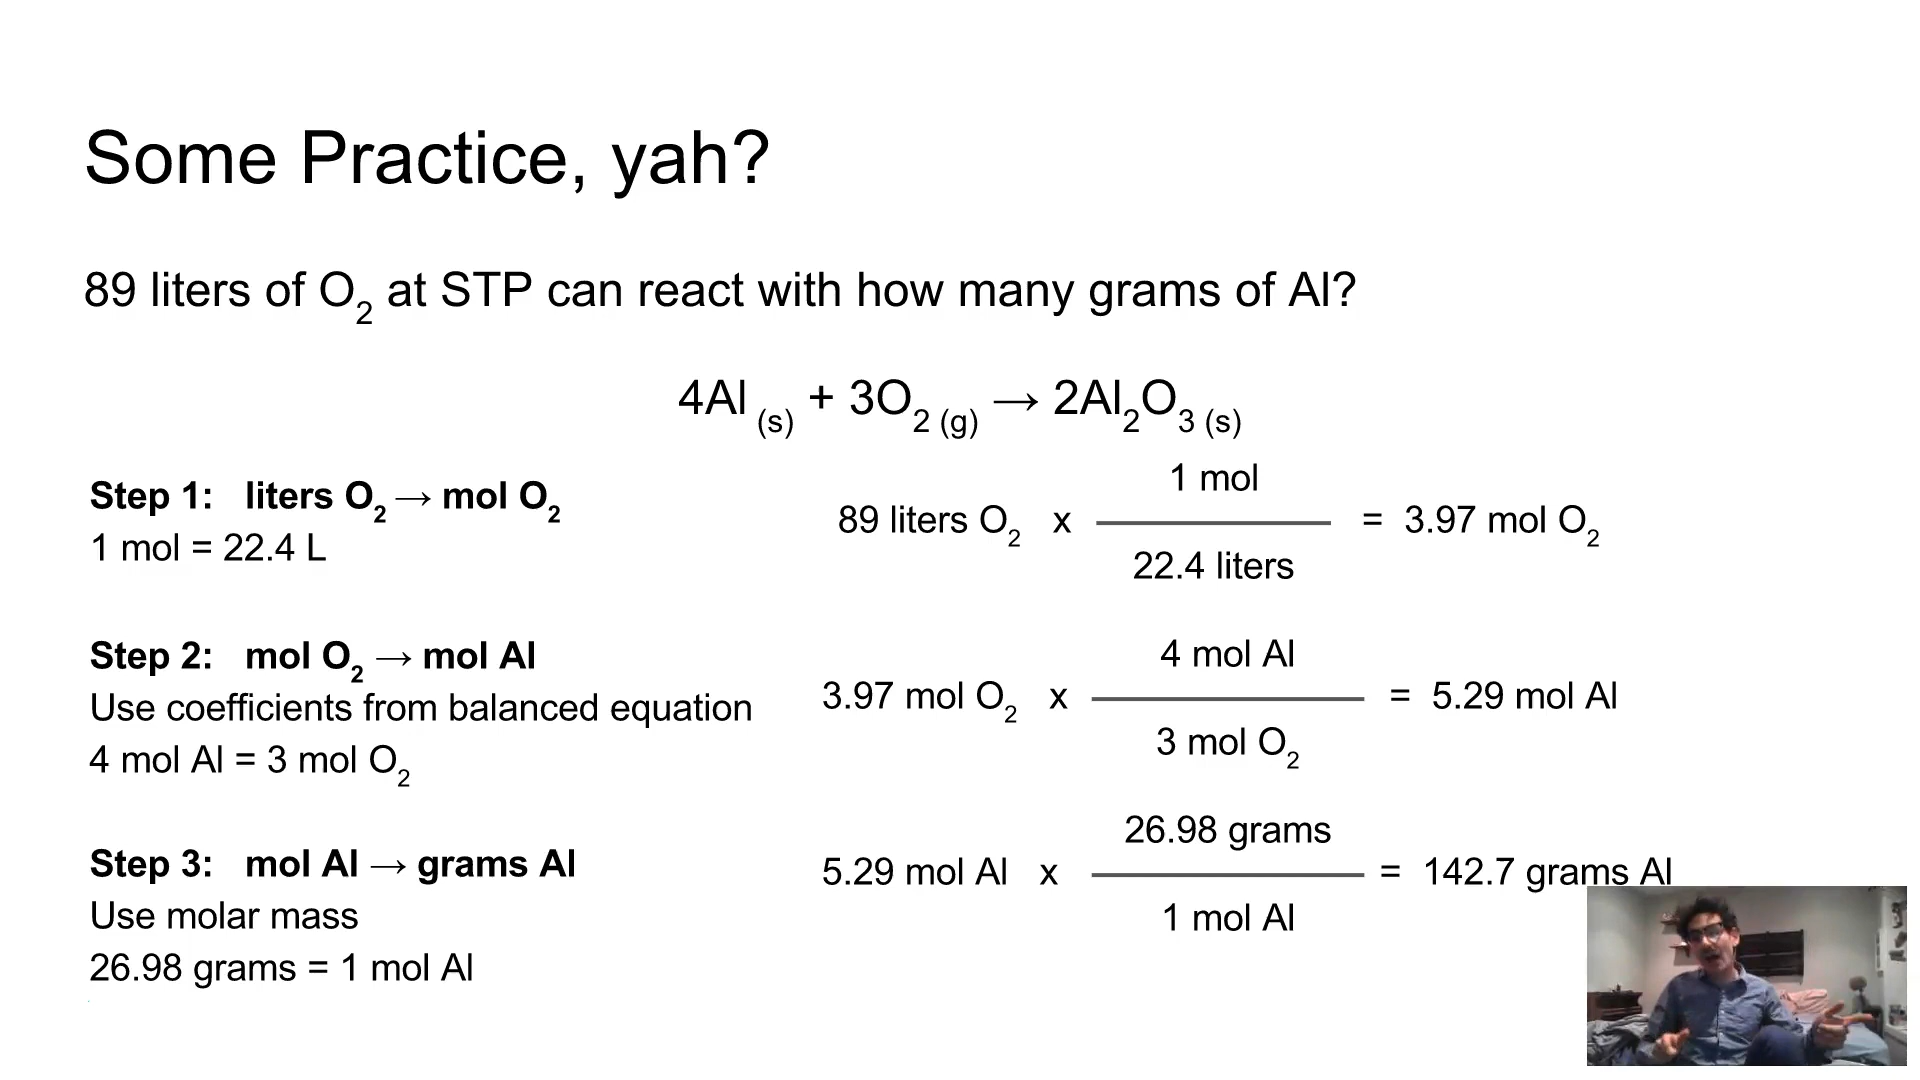 Some Practice, yah?
89 liters of O₂ at STP can react with how many grams of Al?
4Al (s) + 3O₂ (g) → 2Al₂O₃ (s)
Step 1: liters O₂ → mol O₂
1 mol = 22.4 L
89 liters O₂ x 1 mol / 22.4 liters = 3.97 mol O₂
Step 2: mol O₂ → mol Al
Use coefficients from balanced equation
4 mol Al = 3 mol O₂
3.97 mol O₂ x 4 mol Al / 3 mol O₂ = 5.29 mol Al
Step 3: mol Al → grams Al
Use molar mass
26.98 grams = 1 mol Al
5.29 mol Al x 26.98 grams / 1 mol Al = 142.7 grams Al